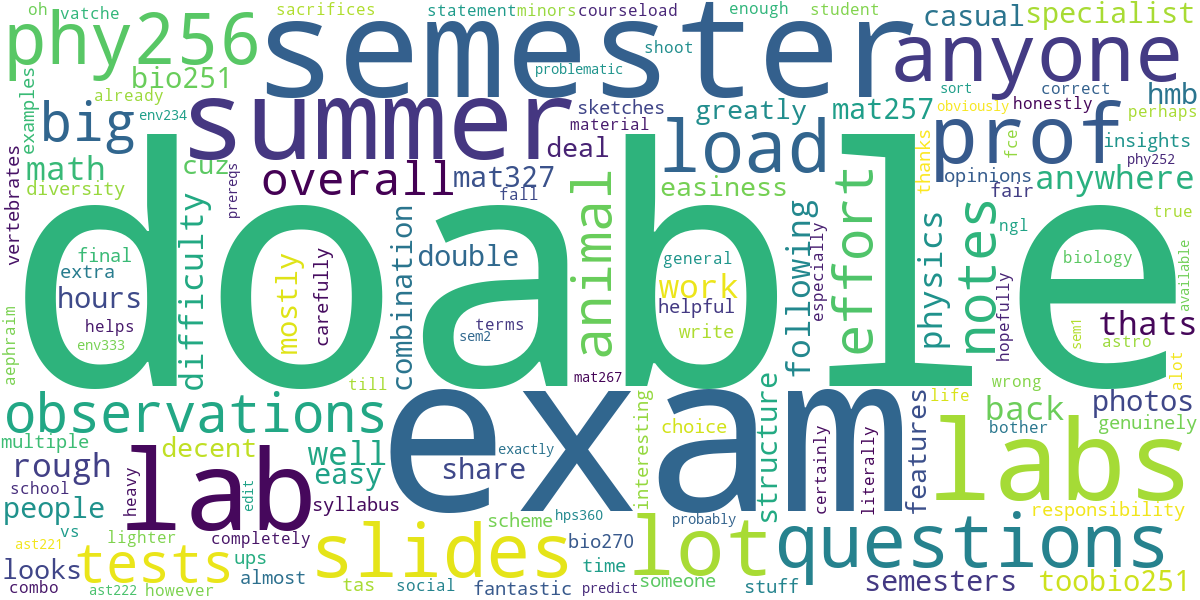 oh vatche sacrifices statement minors courseload enough student casual specialist
phy256 semester anyone
shoot problematic
bio251 already env234 examples
sort correct hmb obviously honestly perhaps
big summer sketches material greatly mat257 prof insights
deal load fce phy252
math cuz prereqs overall mat327 fall easiness thanks opinions fair anywhere
vertebrates diversity difficulty combination animal following especially effort physics notes ngl true
doable
final extra hours helps env333 mostly carefully
double terms sem2 general work helpful write
biology available hopefully thats sem1 astro alot
aephraim till mat267
observations exam interesting choice structure features life wrong bother back photos genuinely
multiple decent well share exactly certainly literally
rough school people heavy lab edit easy syllabus labs
vs ast221 lighter completely scheme hps360 probably responsibility
looks tests ups slides bio270 lot questions
combo ast222 however almost tas social fantastic time predict someone stuff semesters toobio251